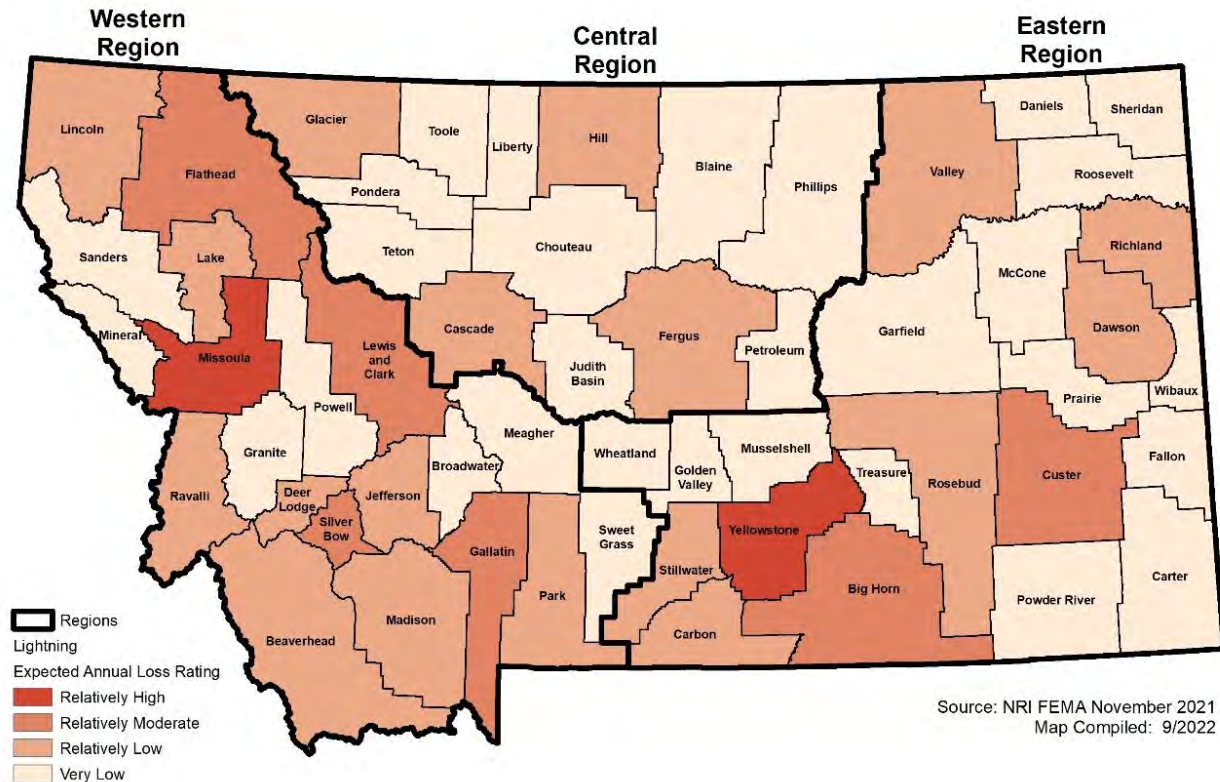 Western
Region
Central
Region
Eastern
Region
Lincoln
Flathead
Glacier
Toole
Liberty
Hill
Blaine
Phillips
Valley
Daniels
Sheridan
Roosevelt
Pondera
Teton
Chouteau
Sanders
Lake
Richland
McCone
Mineral
Missoula
Lewis
and
Clark
Cascade
Judith
Basin
Fergus
Petroleum
Garfield
Dawson
Wibaux
Prairie
Powell
Granite
Meagher
Broadwater
Wheatland
Golden
Valley
Musselshell
Treasure
Rosebud
Custer
Fallon
Ravalli
Deer
Lodge
Silver
Bow
Jefferson
Gallatin
Park
Sweet
Grass
Stillwater
Yellowstone
Big Horn
Carbon
Powder River
Carter
Beaverhead
Madison
Regions
Lightning
Expected Annual Loss Rating
Relatively High
Relatively Moderate
Relatively Low
Very Low
Source: NRI FEMA November 2021
Map Compiled: 9/2022